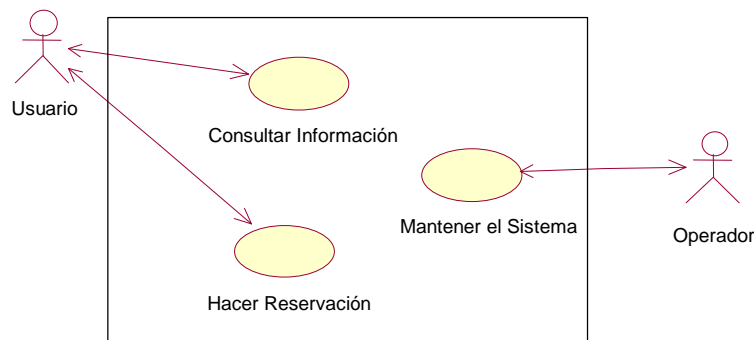 Usuario
Consultar Información
Mantener el Sistema
Operador
Hacer Reservación